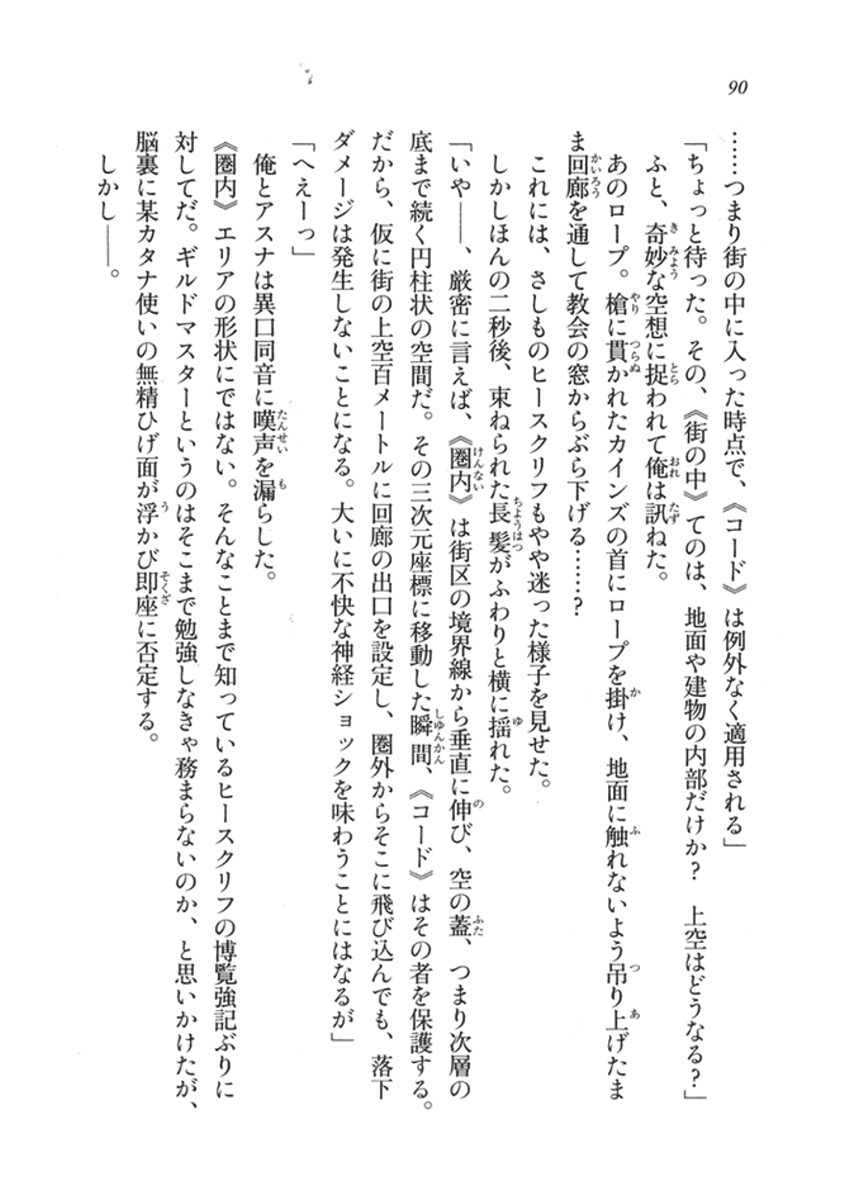 90
……つまり街の中に入った時点で、《コード》は例外なく適用される」
「ちょっと待った。その、《街の中》てのは、地面や建物の内部だけか? 上空はどうなる?」
ふと、奇妙な空想に捉われて俺は訊ねた。
あのロープ。槍に貫かれたカインズの首にロープを掛け、地面に触れないよう吊り上げたまま
ま回廊を通して教会の窓からぶら下げる……?
これには、さしものヒースクリフもやや迷った様子を見せた。
しかしほんの二秒後、束ねられた長髪がふわりと横に揺れた。
「いや――、厳密に言えば、《圏内》は街区の境界線から垂直に伸び、空の蓋、つまり次層の
底まで続く円柱状の空間だ。その三次元座標に移動した瞬間、《コード》はその者を保護する。
だから、仮に街の上空百メートルに回廊の出口を設定し、圏外からそこに飛び込んでも、落下
ダメージは発生しないことになる。大いに不快な神経ショックを味わうことにはなるが」
「へえーっ」
俺とアスナは異口同音に嘆声を漏らした。
《圏内》エリアの形状にではない。そんなことまで知っているヒースクリフの博覧強記ぶりに
対してだ。ギルドマスターというのはそこまで勉強しなきゃ務まらないのか、と思いかけたが、
脳裏に某カタナ使いの無精ひげ面が浮かび即座に否定する。
しかし――。